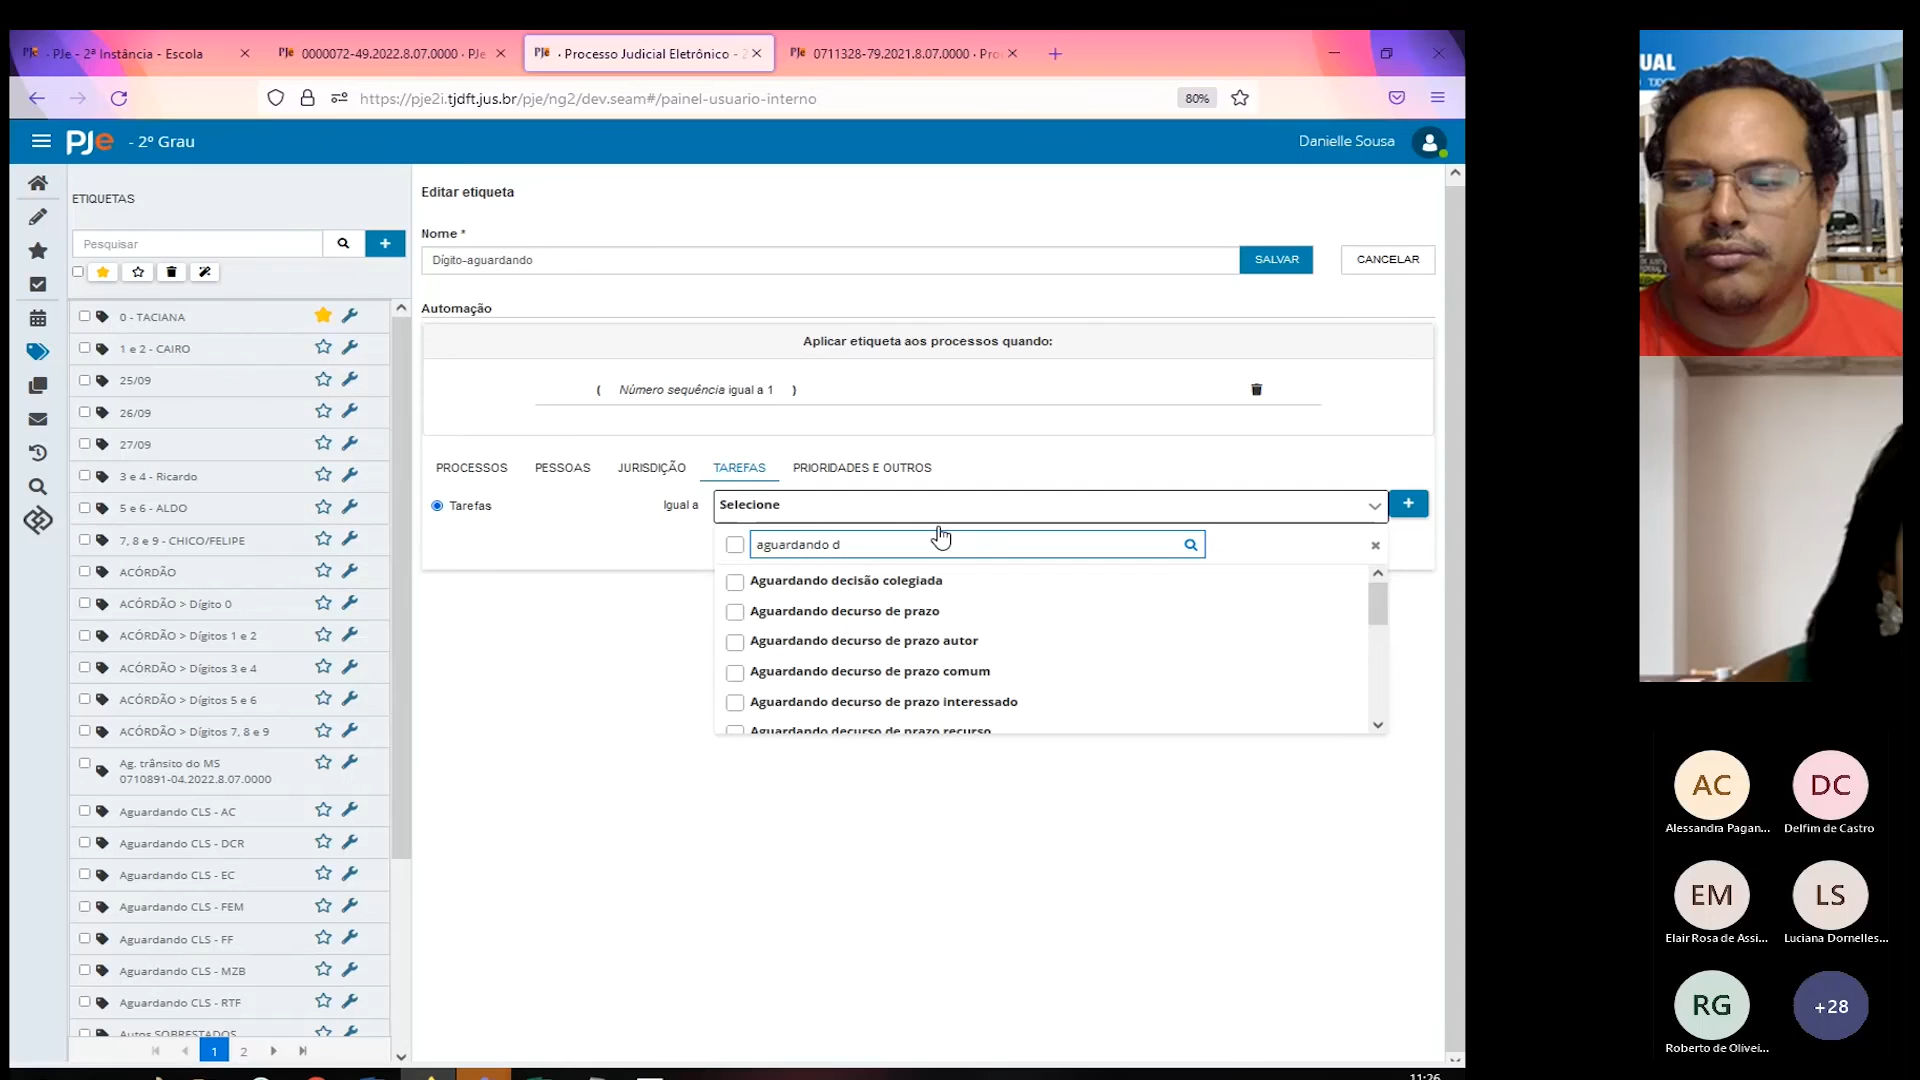 PJe - 2ª Instância - Escola
0000072-49.2022.8.07.0000 · PJe
· Processo Judicial Eletrônico - 2
0711328-79.2021.8.07.0000 · Pro
https://pje2i.tjdft.jus.br/pje/ng2/dev.seam#/painel-usuario-interno
80%
PJe - 2º Grau
Danielle Sousa
ETIQUETAS
Pesquisar
0 - TACIANA
1 e 2 - CAIRO
25/09
26/09
27/09
3 e 4 - Ricardo
5 e 6 - ALDO
7, 8 e 9 - CHICO/FELIPE
ACÓRDÃO
ACÓRDÃO > Dígito 0
ACÓRDÃO > Dígitos 1 e 2
ACÓRDÃO > Dígitos 3 e 4
ACÓRDÃO > Dígitos 5 e 6
ACÓRDÃO > Dígitos 7, 8 e 9
Ag. trânsito do MS
0710891-04.2022.8.07.0000
Aguardando CLS - AC
Aguardando CLS - DCR
Aguardando CLS - EC
Aguardando CLS - FEM
Aguardando CLS - FF
Aguardando CLS - MZB
Aguardando CLS - RTF
Autos SOBRESTADOS
1 2
Editar etiqueta
Nome *
Dígito-aguardando
SALVAR
CANCELAR
Automação
Aplicar etiqueta aos processos quando:
( Número sequência igual a 1 )
PROCESSOS PESSOAS JURISDIÇÃO TAREFAS PRIORIDADES E OUTROS
Tarefas Igual a Selecione
aguardando d
Aguardando decisão colegiada
Aguardando decurso de prazo
Aguardando decurso de prazo autor
Aguardando decurso de prazo comum
Aguardando decurso de prazo interessado
Aguardando decurso de prazo recurso
11:26
UAL
AC
Alessandra Pagan...
DC
Delfim de Castro
EM
Elair Rosa de Assi...
LS
Luciana Dornelles...
RG
Roberto de Olivei...
+28